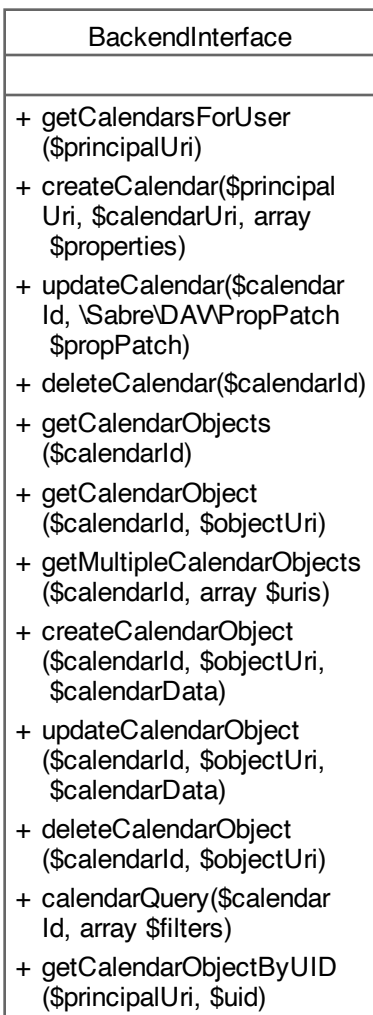 BackendInterface
+ getCalendarsForUser
($principalUri)
+ createCalendar($principal
Uri, $calendarUri, array
$properties)
+ updateCalendar($calendar
Id, \Sabre\DAV\PropPatch
$propPatch)
+ deleteCalendar($calendarId)
+ getCalendarObjects
($calendarId)
+ getCalendarObject
($calendarId, $objectUri)
+ getMultipleCalendarObjects
($calendarId, array $uris)
+ createCalendarObject
($calendarId, $objectUri,
$calendarData)
+ updateCalendarObject
($calendarId, $objectUri,
$calendarData)
+ deleteCalendarObject
($calendarId, $objectUri)
+ calendarQuery($calendar
Id, array $filters)
+ getCalendarObjectByUID
($principalUri, $uid)